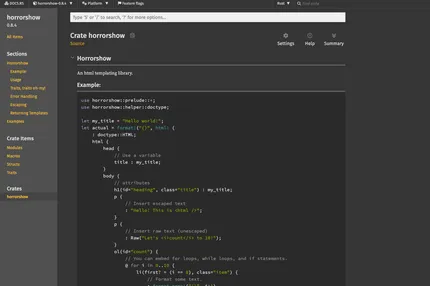 DOCS.RS horrorshow-0.8.4 Platform Feature flags Rust Find crate
horrorshow
0.8.4
All Items
Sections
Horrorshow
Example:
Usage
Traits, traits oh my!
Error Handling
Escaping
Returning Templates
Examples
Crate Items
Modules
Macros
Structs
Traits
Crates
horrorshow
Type 'S' or '/' to search, '?' for more options...
Crate horrorshow
Source
Settings
Help
Summary
Horrorshow
An html templating library.
Example:
use horrorshow::prelude::*;
use horrorshow::helper::doctype;
let my_title = "Hello world!";
let actual = format!("{}", html! {
: doctype::HTML;
html {
head {
// Use a variable
title : my_title;
}
body {
// attributes
h1(id="heading", class="title") : my_title;
p {
// Insert escaped text
: "Hello! This is <html />";
}
p {
// Insert raw text (unescaped)
: Raw("Let's <i>count</i> to 10!");
}
ol(id="count") {
// You can embed for loops, while loops, and if statements.
@ for i in 0..10 {
li(first? = (i == 0), class="item") {
// Format some text.